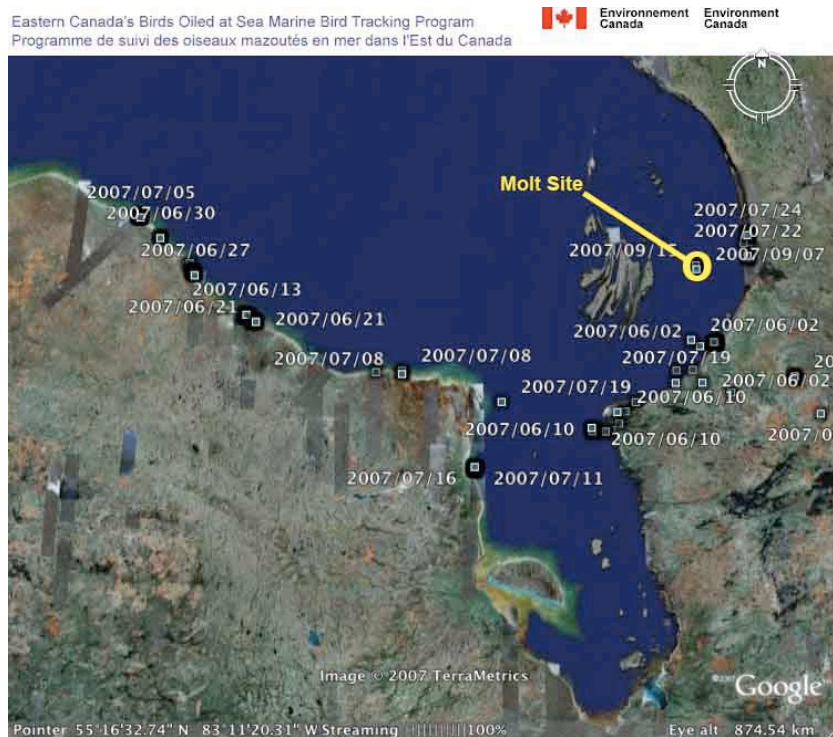 Eastern Canada's Birds Oiled at Sea Marine Bird Tracking Program
Programme de suivi des oiseaux mazoutés en mer dans l'Est du Canada
Environnement Canada
Environment Canada
N
Molt Site
2007/07/05
2007/06/30
2007/06/27
2007/06/13
2007/06/21
2007/06/21
2007/07/24
2007/07/22
2007/09/15
2007/09/07
2007/06/02
2007/06/02
2007/07/08
2007/07/08
2007/07/19
2007/07/19
2007/06/02
2007/06/10
2007/06/10
2007/06/10
2007/07/16
2007/07/11
Image © 2007 TerraMetrics
Google
Pointer 55°16'32.74" N 83°11'20.31" W Streaming ||||||||| 100% Eye alt 874.54 km